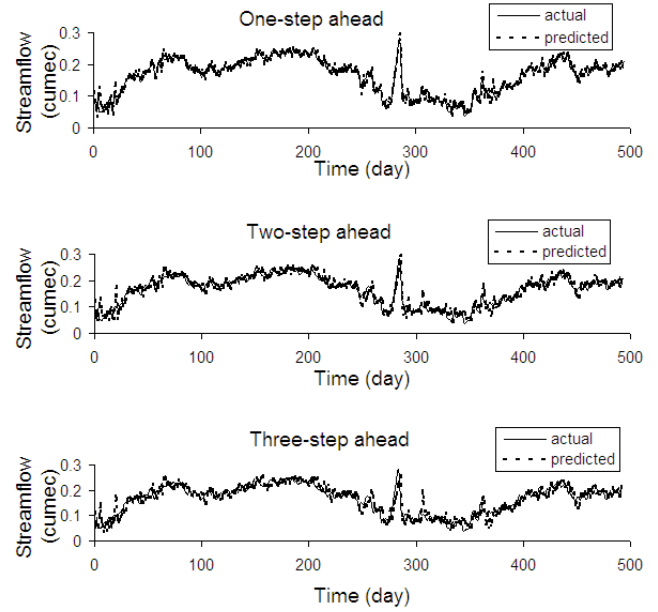 One-step ahead
actual
predicted
Streamflow
(cumec)
0.3
0.2
0.1
0
0 100 200 300 400 500
Time (day)
Two-step ahead
actual
predicted
Streamflow
(cumec)
0.3
0.2
0.1
0
0 100 200 300 400 500
Time (day)
Three-step ahead
actual
predicted
Streamflow
(cumec)
0.3
0.2
0.1
0
0 100 200 300 400 500
Time (day)